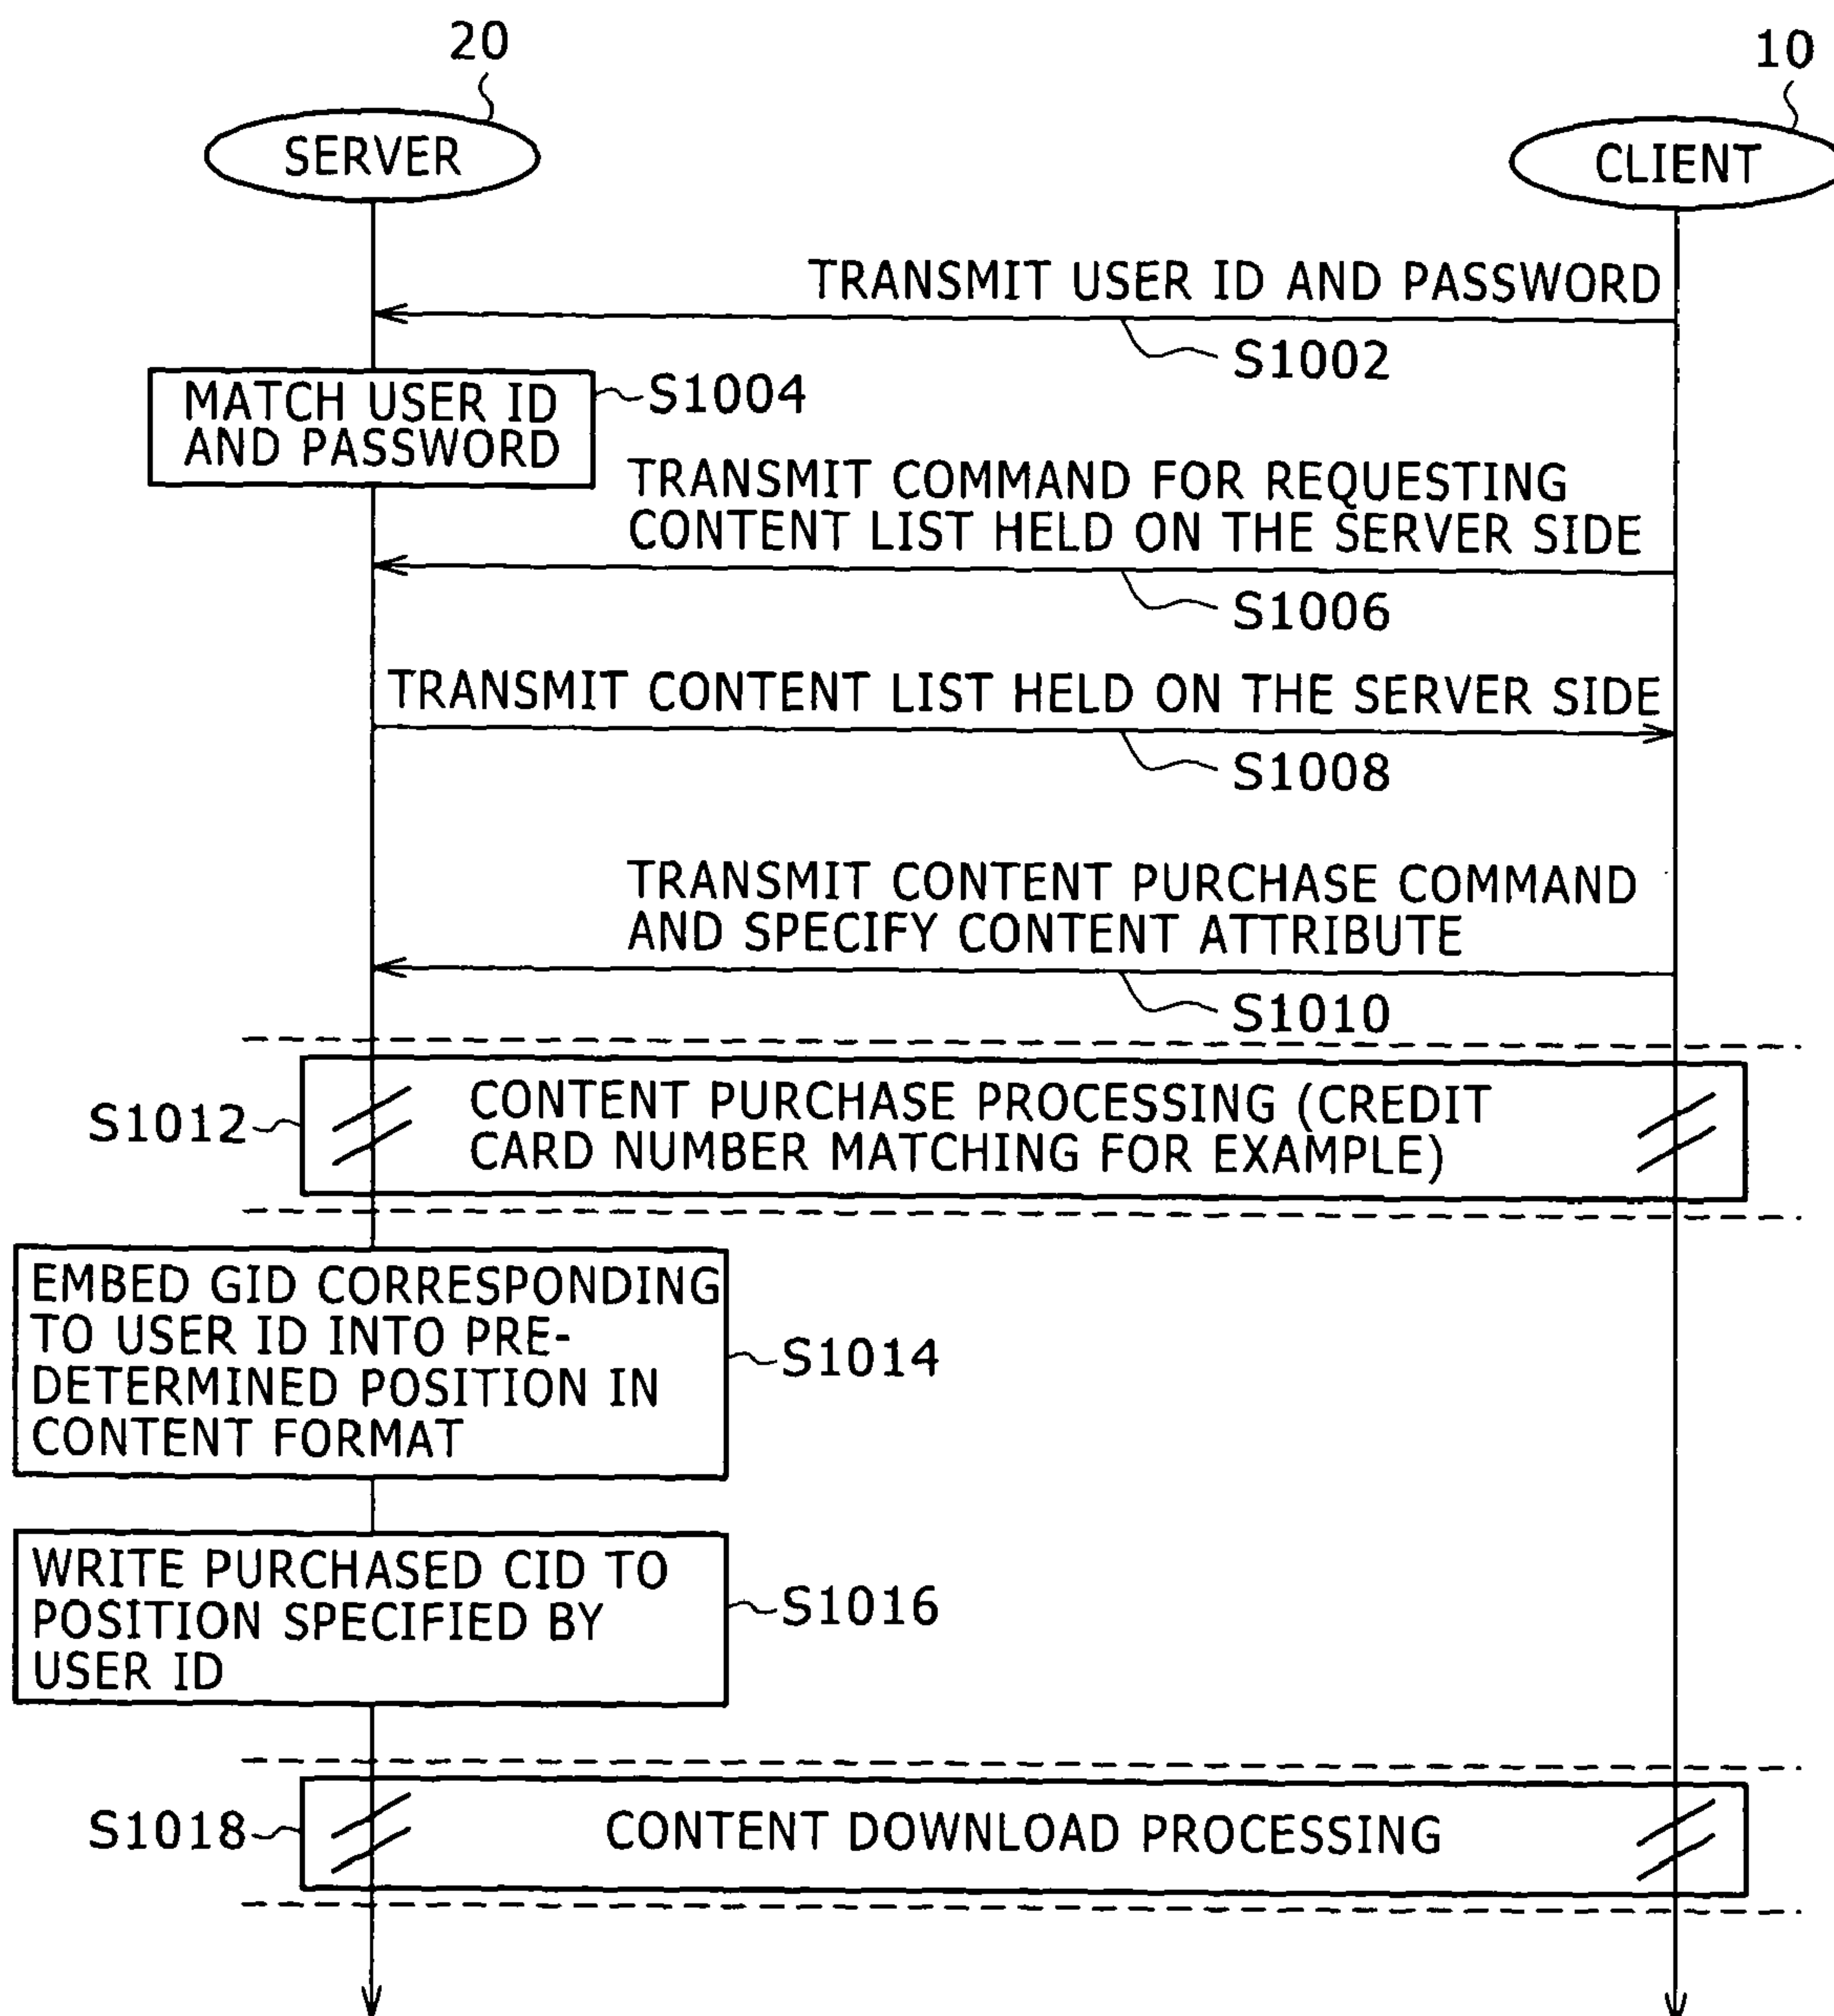 20
10
SERVER
CLIENT
TRANSMIT USER ID AND PASSWORD
S1002
MATCH USER ID
AND PASSWORD
S1004
TRANSMIT COMMAND FOR REQUESTING
CONTENT LIST HELD ON THE SERVER SIDE
S1006
TRANSMIT CONTENT LIST HELD ON THE SERVER SIDE
S1008
TRANSMIT CONTENT PURCHASE COMMAND
AND SPECIFY CONTENT ATTRIBUTE
S1010
S1012
CONTENT PURCHASE PROCESSING (CREDIT
CARD NUMBER MATCHING FOR EXAMPLE)
EMBED GID CORRESPONDING
TO USER ID INTO PRE-
DETERMINED POSITION IN
CONTENT FORMAT
S1014
WRITE PURCHASED CID TO
POSITION SPECIFIED BY
USER ID
S1016
S1018
CONTENT DOWNLOAD PROCESSING